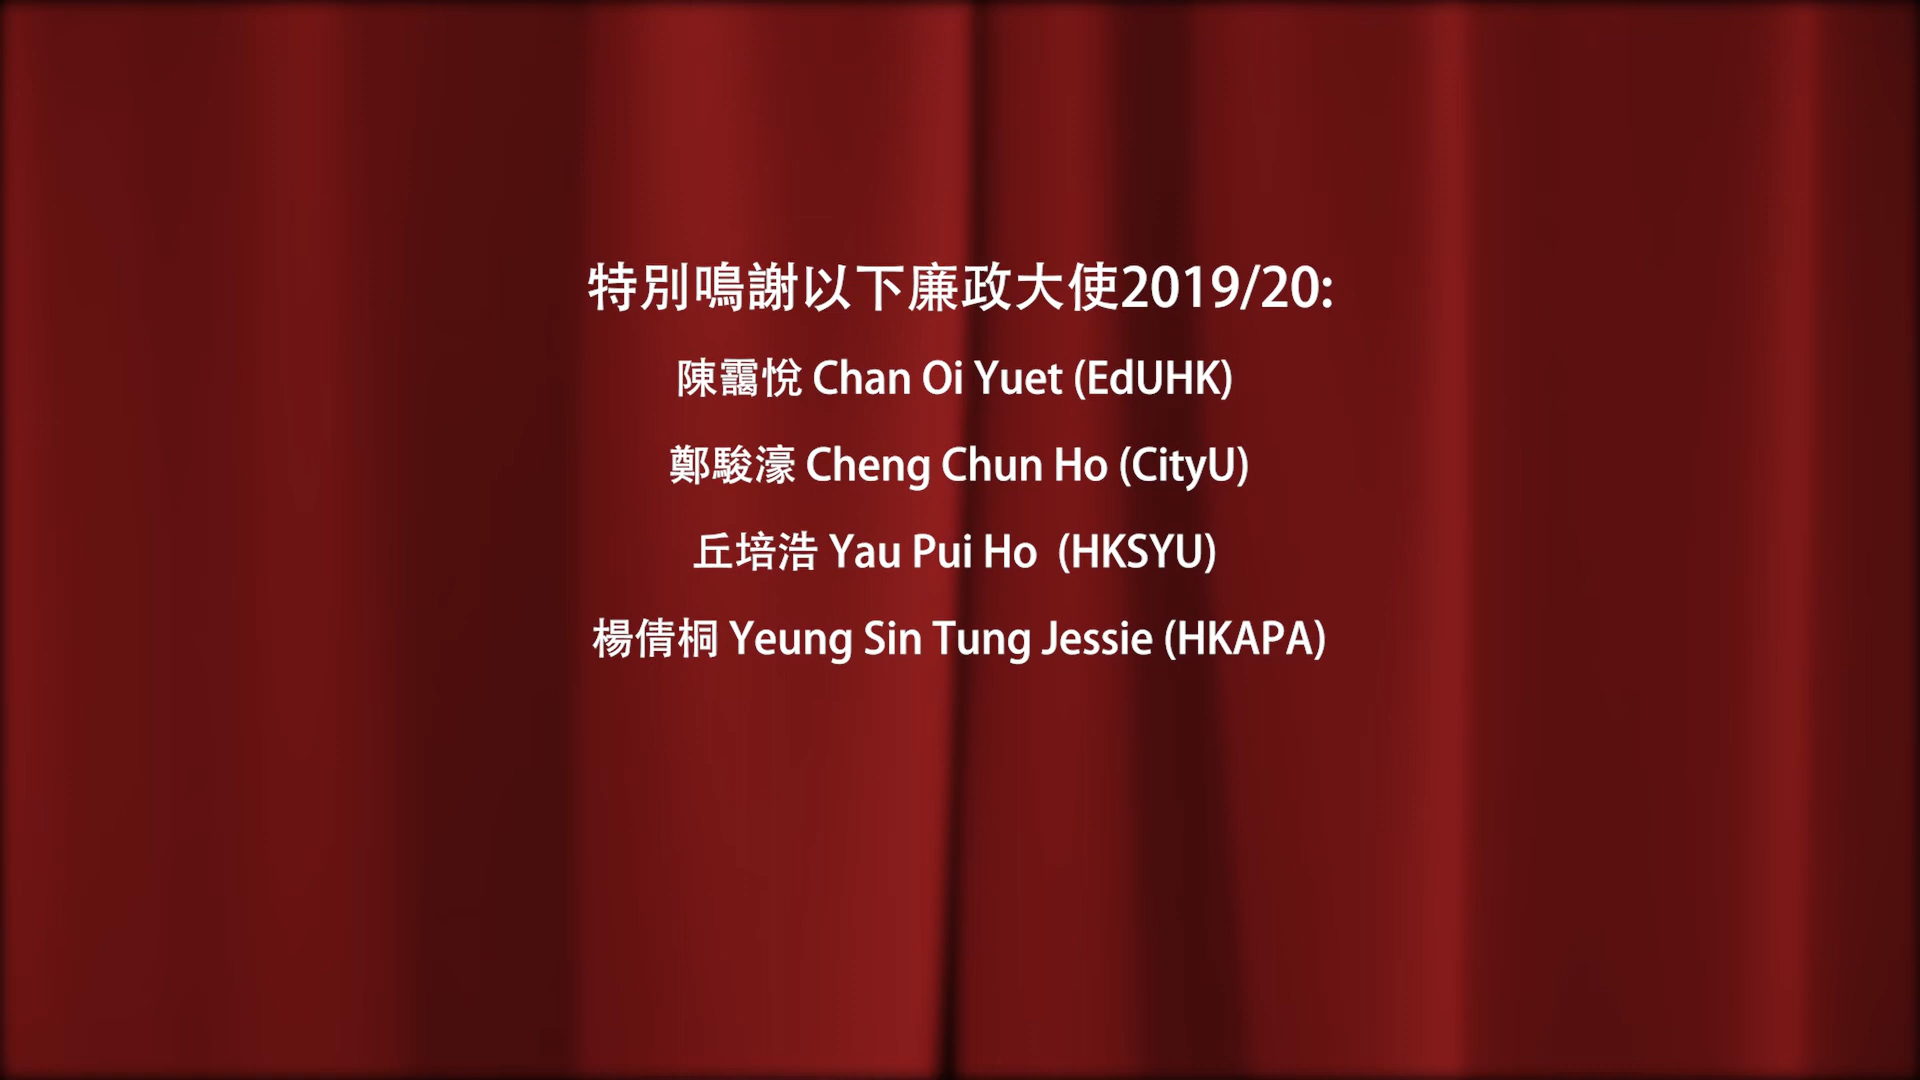 特別鳴謝以下廉政大使2019/20:
陳靄悅 Chan Oi Yuet (EdUHK)
鄭駿濠 Cheng Chun Ho (CityU)
丘培浩 Yau Pui Ho (HKSYU)
楊倩桐 Yeung Sin Tung Jessie (HKAPA)